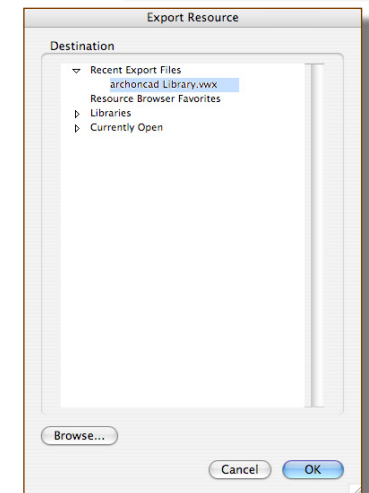 Export Resource
Destination
Recent Export Files
archoncad Library.vwx
Resource Browser Favorites
Libraries
Currently Open
Browse...
Cancel OK